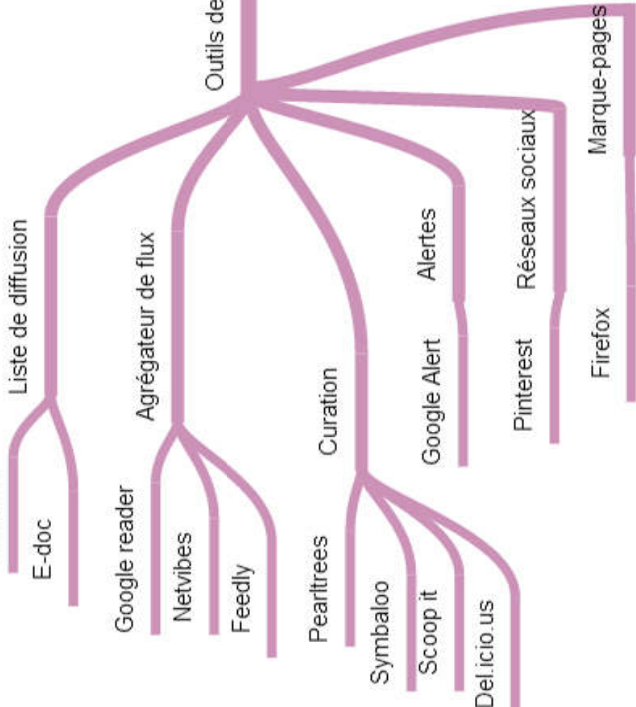 Outils de
Liste de diffusion
E-doc
Agrégateur de flux
Google reader
Netvibes
Feedly
Curation
Pearltrees
Symbaloo
Scoop it
Del.icio.us
Alertes
Google Alert
Réseaux sociaux
Pinterest
Marque-pages
Firefox